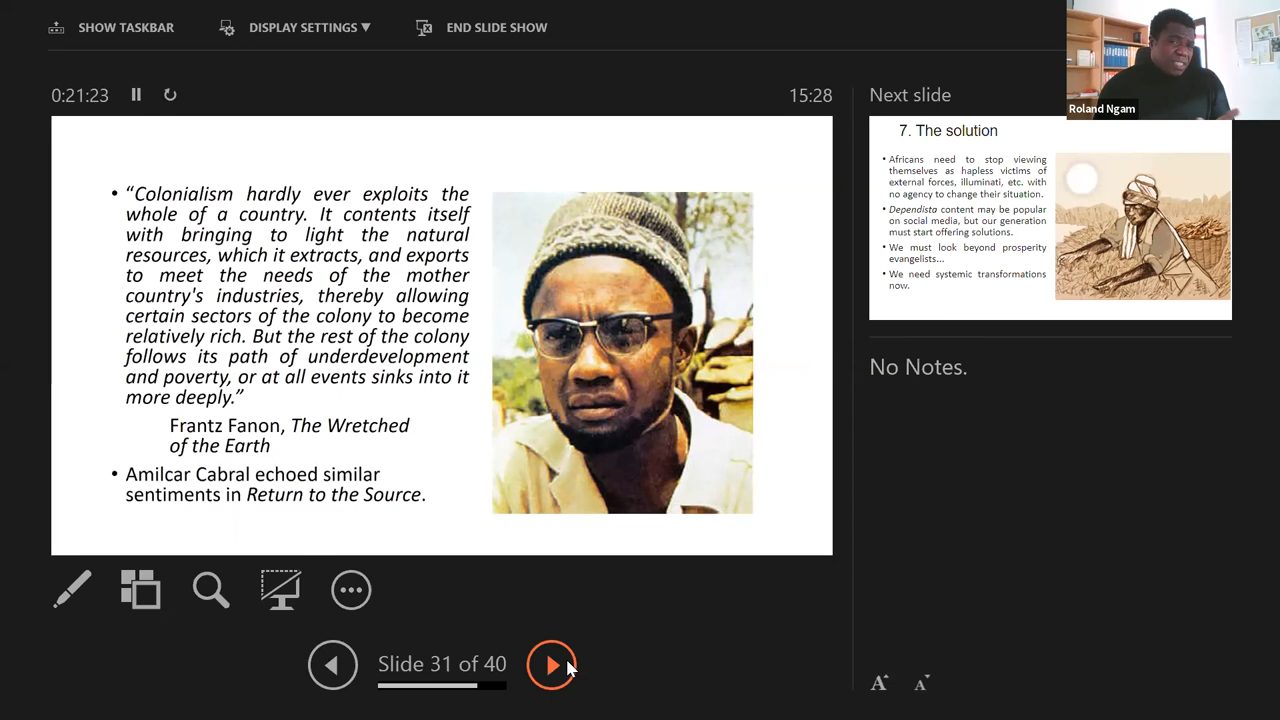 SHOW TASKBAR
DISPLAY SETTINGS ▼
END SLIDE SHOW
Roland Ngam
0:21:23
15:28
• “Colonialism hardly ever exploits the
whole of a country. It contents itself
with bringing to light the natural
resources, which it extracts, and exports
to meet the needs of the mother
country's industries, thereby allowing
certain sectors of the colony to become
relatively rich. But the rest of the colony
follows its path of underdevelopment
and poverty, or at all events sinks into it
more deeply.”
Frantz Fanon, The Wretched
of the Earth
• Amilcar Cabral echoed similar
sentiments in Return to the Source.
Next slide
7. The solution
• Africans need to stop viewing
themselves as hapless victims of
external forces, illuminati, etc. with
no agency to change their situation.
• Dependista content may be popular
on social media, but our generation
must start offering solutions.
• We must look beyond prosperity
evangelists...
• We need systemic transformations
now.
No Notes.
Slide 31 of 40
A A